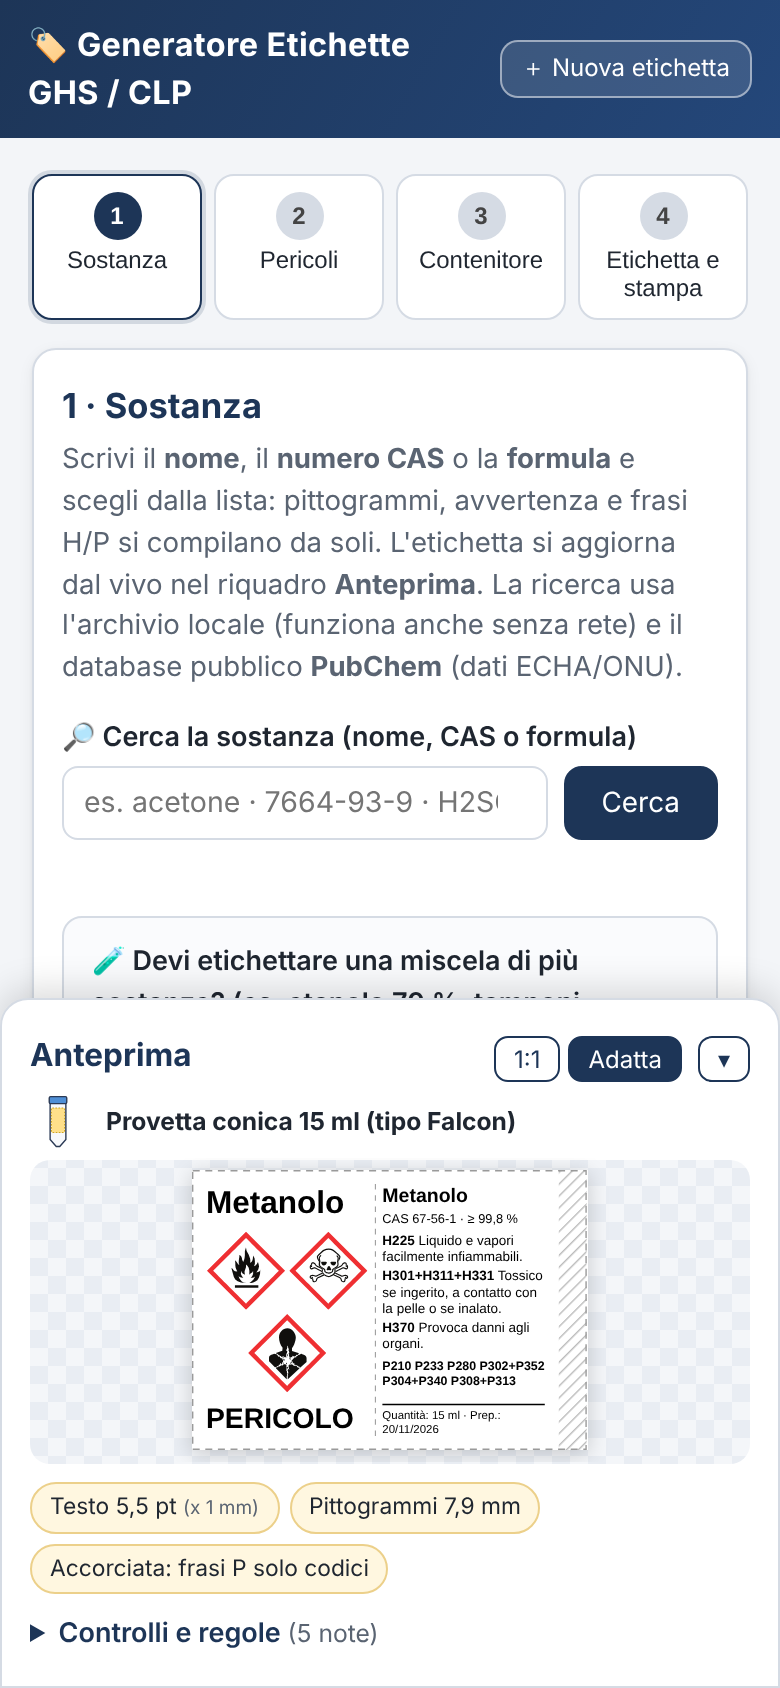 🏷️ Generatore Etichette
GHS / CLP
+ Nuova etichetta
1
Sostanza
2
Pericoli
3
Contenitore
4
Etichetta e
stampa
1 · Sostanza
Scrivi il nome, il numero CAS o la formula e
scegli dalla lista: pittogrammi, avvertenza e frasi
H/P si compilano da soli. L'etichetta si aggiorna
dal vivo nel riquadro Anteprima. La ricerca usa
l'archivio locale (funziona anche senza rete) e il
database pubblico PubChem (dati ECHA/ONU).
🔎 Cerca la sostanza (nome, CAS o formula)
es. acetone · 7664-93-9 · H2S
Cerca
🧪 Devi etichettare una miscela di più
Anteprima
1:1
Adatta
▾
Provetta conica 15 ml (tipo Falcon)
Metanolo
PERICOLO
Metanolo
CAS 67-56-1 · ≥ 99,8 %
H225 Liquido e vapori
facilmente infiammabili.
H301+H311+H331 Tossico
se ingerito, a contatto con
la pelle o se inalato.
H370 Provoca danni agli
organi.
P210 P233 P280 P302+P352
P304+P340 P308+P313
Quantità: 15 ml · Prep.:
20/11/2026
Testo 5,5 pt (x 1 mm)
Pittogrammi 7,9 mm
Accorciata: frasi P solo codici
▶ Controlli e regole (5 note)